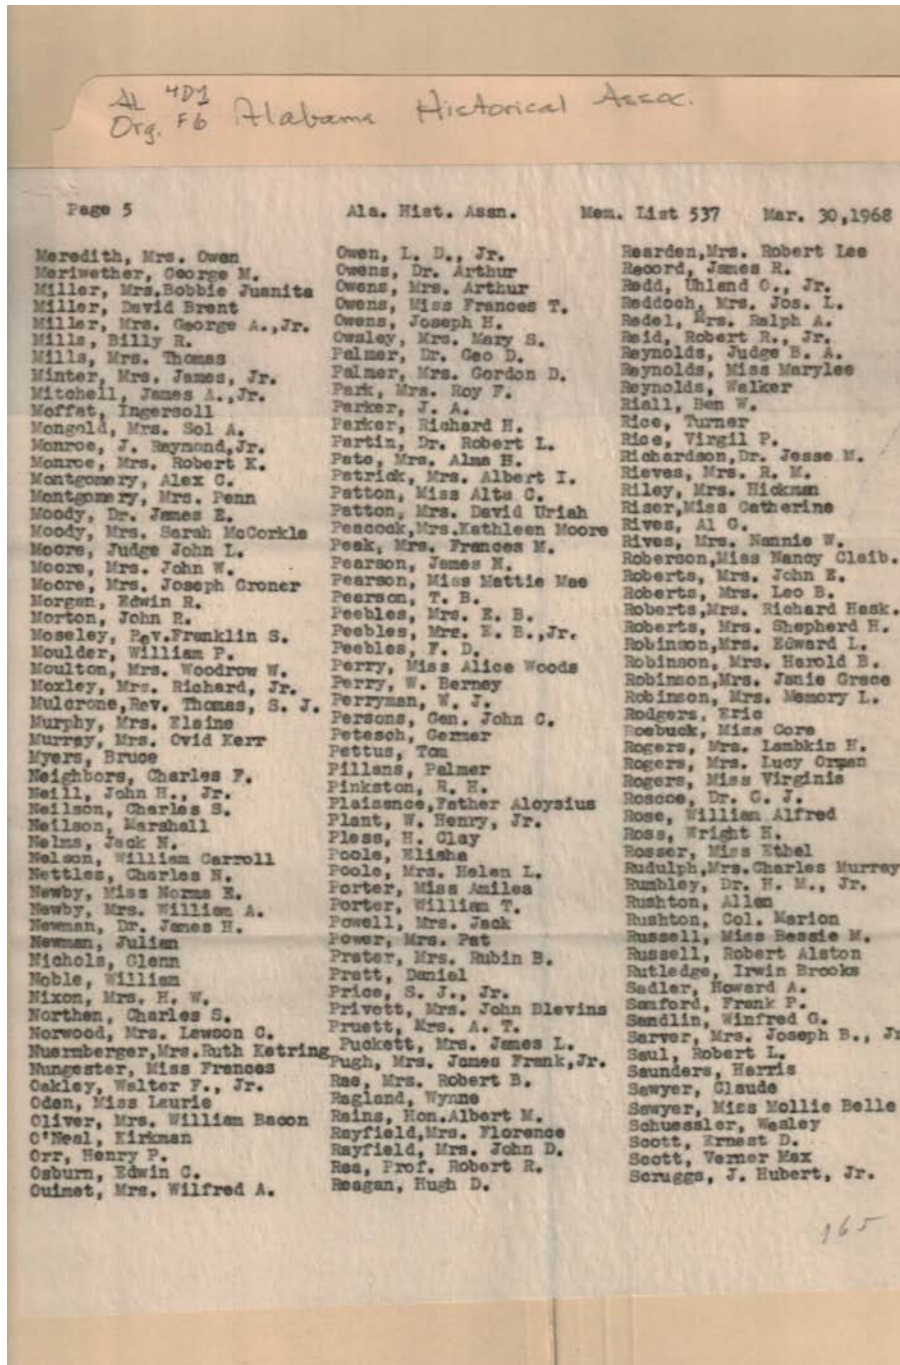 AL 4D1
Org. F6 Alabama Historical Assoc.
Page 5 Ala. Hist. Assn. Mem. List 537 Mar. 30,1968
Meredith, Mrs. Owen
Meriwether, George M.
Miller, Mrs.Bobbie Juanita
Miller, David Brent
Miller, Mrs. George A.,Jr.
Mills, Billy R.
Mills, Mrs. Thomas
Minter, Mrs. James, Jr.
Mitchell, James A.,Jr.
Moffat, Ingersoll
Mongold, Mrs. Sol A.
Monroe, J. Raymond,Jr.
Monroe, Mrs. Robert K.
Montgomery, Alex C.
Montgomery, Mrs. Penn
Moody, Dr. James E.
Moody, Mrs. Sarah McCorkle
Moore, Judge John L.
Moore, Mrs. John W.
Moore, Mrs. Joseph Groner
Morgan, Edwin R.
Morton, John R.
Moseley, Rev.Franklin S.
Moulder, William P.
Moulton, Mrs. Woodrow W.
Moxley, Mrs. Richard, Jr.
Mulcrone,Rev. Thomas, S. J.
Murphy, Mrs. Elaine
Murray, Mrs. Ovid Kerr
Myers, Bruce
Neighbors, Charles F.
Neill, John H., Jr.
Neilson, Charles S.
Neilson, Marshall
Nelms, Jack N.
Nelson, William Carroll
Nettles, Charles N.
Newby, Miss Norma E.
Newby, Mrs. William A.
Newman, Dr. James H.
Newman, Julian
Nichols, Glenn
Noble, William
Nixon, Mrs. H. W.
Northen, Charles S.
Norwood, Mrs. Lawson C.
Nuermberger,Mrs.Ruth Ketring
Nungester, Miss Frances
Oakley, Walter F., Jr.
Oden, Miss Laurie
Oliver, Mrs. William Bacon
O'Neal, Kirkman
Orr, Henry P.
Osburn, Edwin C.
Ouimet, Mrs. Wilfred A.
Owen, L. D., Jr.
Owens, Dr. Arthur
Owens, Mrs. Arthur
Owens, Miss Frances T.
Owens, Joseph H.
Owsley, Mrs. Mary S.
Palmer, Dr. Geo D.
Palmer, Mrs. Gordon D.
Park, Mrs. Roy F.
Parker, J. A.
Parker, Richard H.
Partin, Dr. Robert L.
Pate, Mrs. Alma H.
Patrick, Mrs. Albert I.
Patton, Miss Alta C.
Patton, Mrs. David Uriah
Peacock,Mrs.Kathleen Moore
Peak, Mrs. Frances M.
Pearson, James N.
Pearson, Miss Mattie Mae
Pearson, T. B.
Peebles, Mrs. E. B.
Peebles, Mrs. E. B.,Jr.
Peebles, F. D.
Perry, Miss Alice Woods
Perry, W. Berney
Perryman, W. J.
Persons, Gen. John C.
Petesch, Gerner
Pettus, Tom
Pillans, Palmer
Pinkston, R. H.
Plaisance,Father Aloysius
Plant, W. Henry, Jr.
Pless, H. Clay
Poole, Elisha
Poole, Mrs. Helen L.
Porter, Miss Amilea
Porter, William T.
Powell, Mrs. Jack
Power, Mrs. Pat
Prater, Mrs. Rubin B.
Pratt, Daniel
Price, S. J., Jr.
Privett, Mrs. John Blevins
Pruett, Mrs. A. T.
Puckett, Mrs. James L.
Pugh, Mrs. James Frank,Jr.
Rae, Mrs. Robert B.
Ragland, Wynne
Rains, Hon.Albert M.
Rayfield,Mrs. Florence
Rayfield, Mrs. John D.
Rea, Prof. Robert R.
Reagan, Hugh D.
Rearden,Mrs. Robert Lee
Record, James R.
Redd, Uhland O., Jr.
Reddoch, Mrs. Jos. L.
Redel, Mrs. Ralph A.
Reid, Robert R., Jr.
Reynolds, Judge B. A.
Reynolds, Miss Marylee
Reynolds, Walker
Riall, Ben W.
Rice, Turner
Rice, Virgil P.
Richardson,Dr. Jesse M.
Rieves, Mrs. R. M.
Riley, Mrs. Hickman
Riser,Miss Catherine
Rives, Al G.
Rives, Mrs. Nannie W.
Roberson,Miss Nancy Claib.
Roberts, Mrs. John E.
Roberts, Mrs. Leo B.
Roberts,Mrs. Richard Hask.
Roberts, Mrs. Shepherd H.
Robinson,Mrs. Edward L.
Robinson, Mrs. Harold B.
Robinson,Mrs. Janie Grace
Robinson, Mrs. Memory L.
Rodgers, Eric
Roebuck, Miss Cora
Rogers, Mrs. Lambkin H.
Rogers, Mrs. Lucy Orman
Rogers, Miss Virginia
Roscoe, Dr. G. J.
Rose, William Alfred
Ross, Wright H.
Rosser, Miss Ethel
Rudulph,Mrs.Charles Murray
Rumbley, Dr. H. M., Jr.
Rushton, Allen
Rushton, Col. Marion
Russell, Miss Bessie M.
Russell, Robert Alston
Rutledge, Irwin Brooks
Sadler, Howard A.
Samford, Frank P.
Sandlin, Winfred G.
Sarver, Mrs. Joseph B., Jr
Saul, Robert L.
Saunders, Harris
Sawyer, Claude
Sawyer, Miss Mollie Belle
Schuessler, Wesley
Scott, Ernest D.
Scott, Verner Max
Scruggs, J. Hubert, Jr.
165